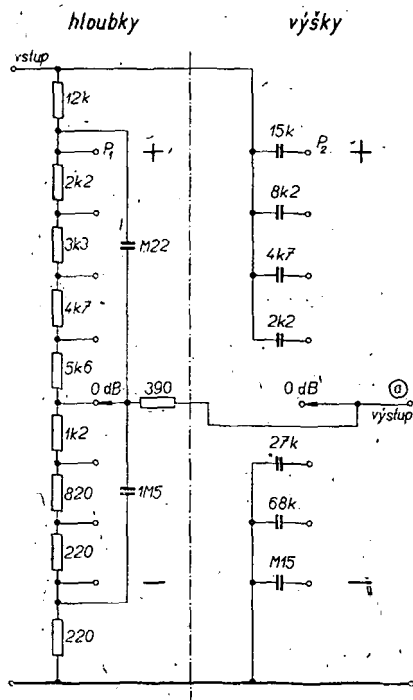 hloubky
výšky
vstup
12k
P1
+
2k2
3k3
M22
4k7
5k6
0 dB
390
1k2
820
1M5
220
-
220
15k
P2
+
8k2
4k7
2k2
0 dB
a
výstup
27k
68k
M15
-